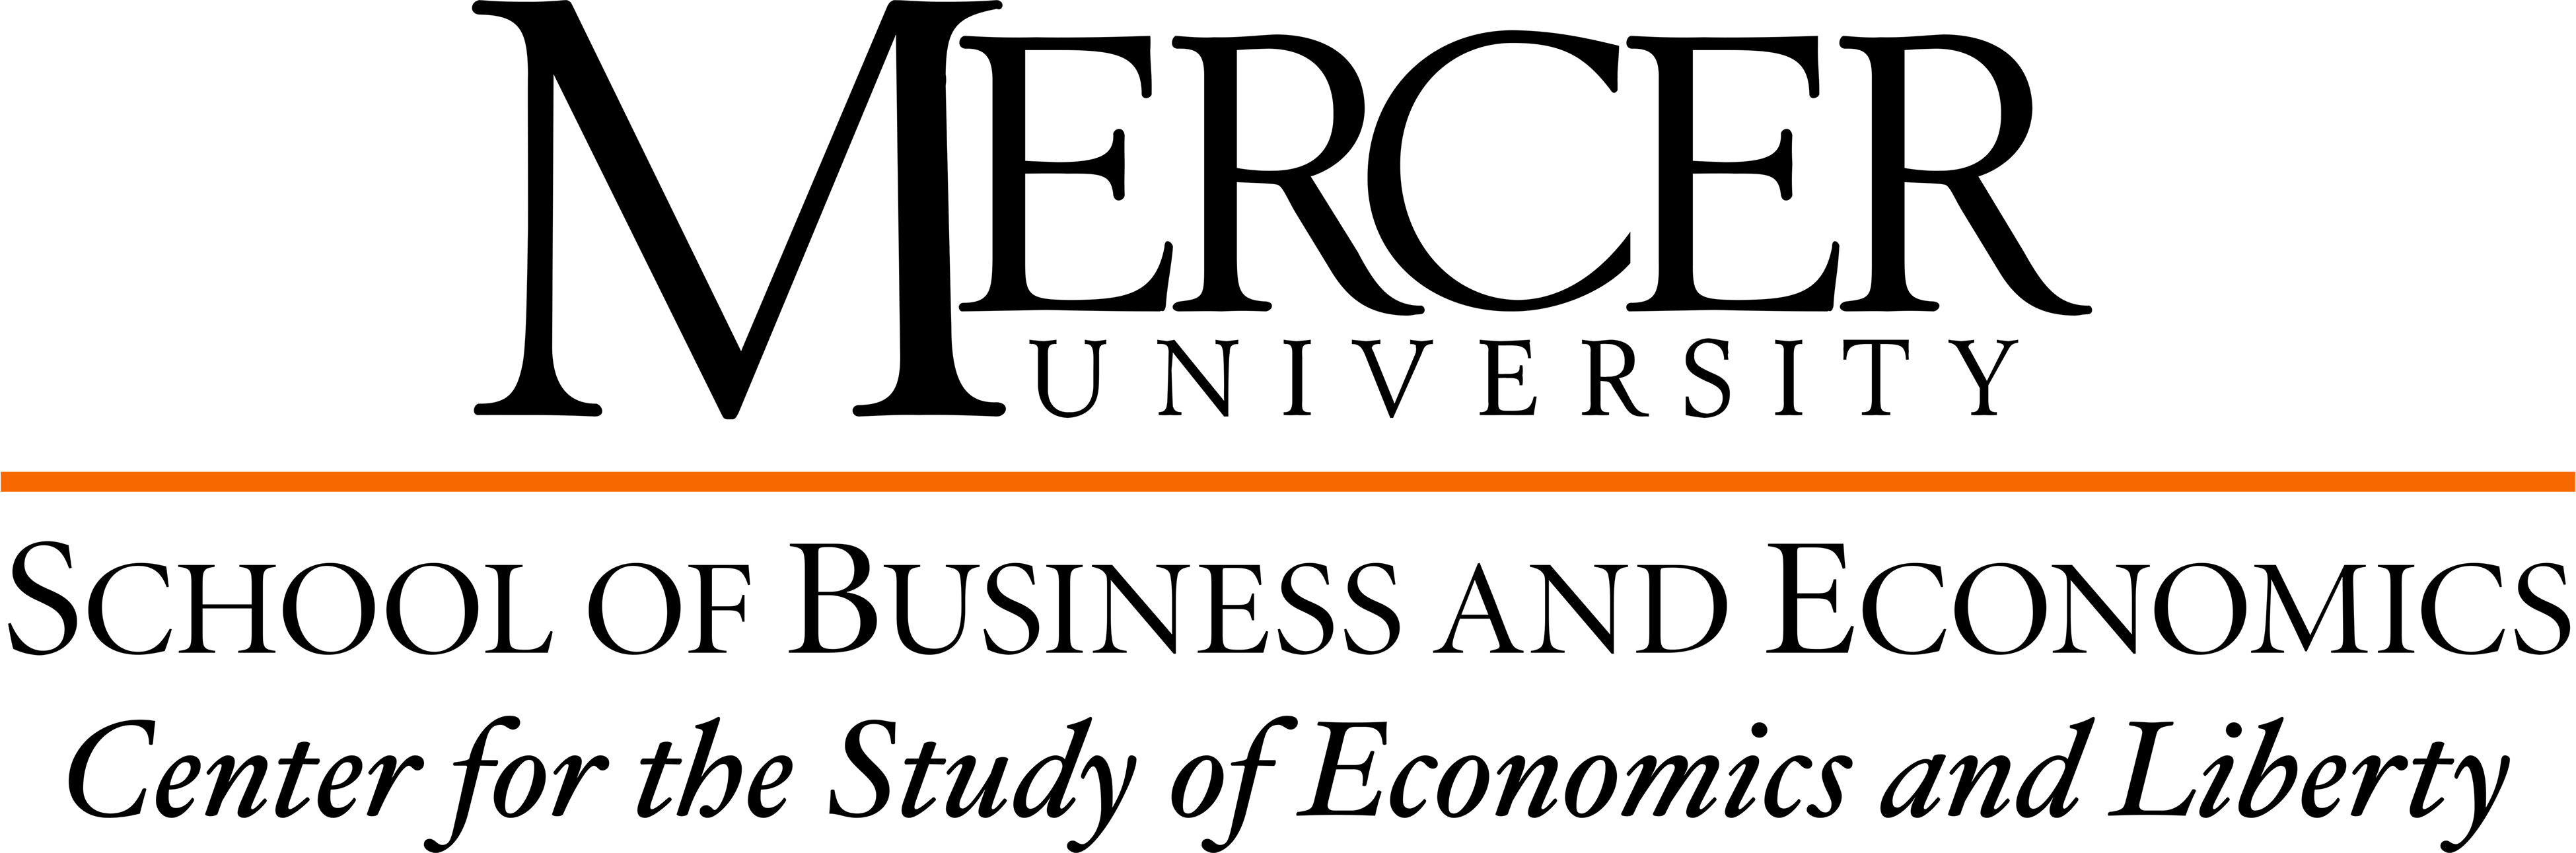 MERCER
UNIVERSITY
SCHOOL OF BUSINESS AND ECONOMICS
Center for the Study of Economics and Liberty